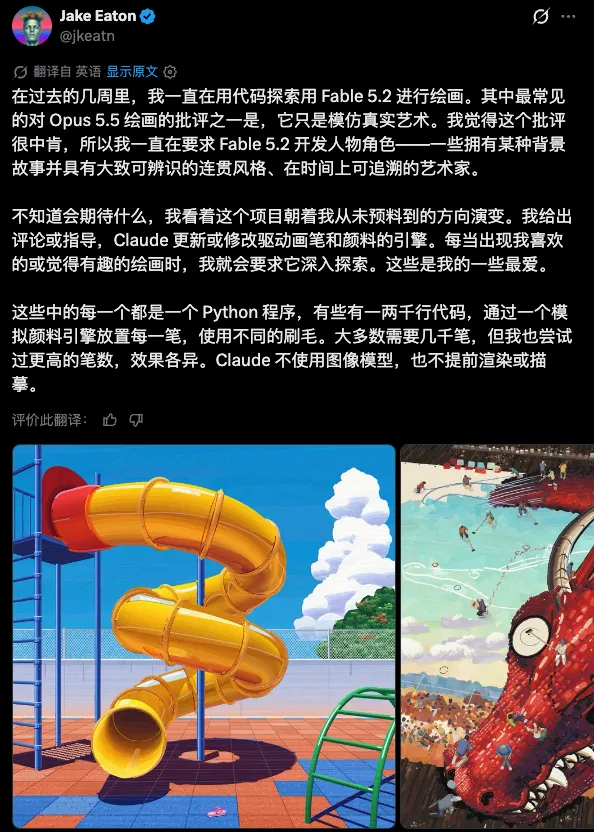 Jake Eaton
@jkeatn
翻译自 英语 显示原文
在过去的几周里，我一直在用代码探索用 Fable 5.2 进行绘画。其中最常见
的对 Opus 5.5 绘画的批评之一是，它只是模仿真实艺术。我觉得这个批评
很中肯，所以我一直在要求 Fable 5.2 开发人物角色——一些拥有某种背景
故事并具有大致可辨识的连贯风格、在时间上可追溯的艺术家。
不知道会期待什么，我看着这个项目朝着我从未预料到的方向演变。我给出
评论或指导，Claude 更新或修改驱动画笔和颜料的引擎。每当出现我喜欢
的或觉得有趣的绘画时，我就会要求它深入探索。这些是我的一些最爱。
这些中的每一个都是一个 Python 程序，有些有一两千行代码，通过一个模
拟颜料引擎放置每一笔，使用不同的刷毛。大多数需要几千笔，但我也尝试
过更高的笔数，效果各异。Claude 不使用图像模型，也不提前渲染或描
摹。
评价此翻译：